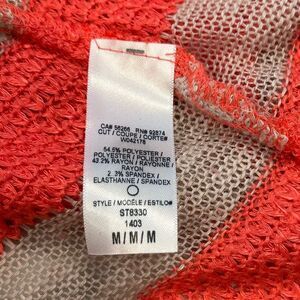 CA# 56266 RN# 92874
CUT / COUPE / CORTE#
W042178
54.5% POLYESTER /
POLYESTER / POLIESTER
43.2% RAYON / RAYONNE /
RAYON
2.3% SPANDEX /
ELASTHANNE / SPANDEX
STYLE / MODÈLE / ESTILO#
ST8330
1403
M / M / M